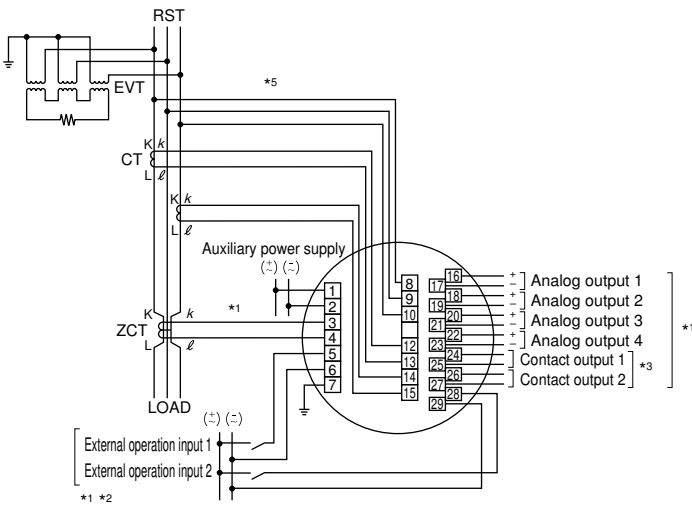 RST
EVT
*5
K k
CT
L ℓ
K k
L ℓ
Auxiliary power supply
(±~) (-~)
1
2
3
4
5
6
7
8
9
10
12
13
14
15
16
17
18
19
20
21
22
23
24
25
26
27
28
29
+
−
Analog output 1
+
−
Analog output 2
+
−
Analog output 3
+
−
Analog output 4
Contact output 1
Contact output 2
*3
*1
K k
*1
ZCT
L ℓ
LOAD
(+~) (-~)
External operation input 1
External operation input 2
*1 *2